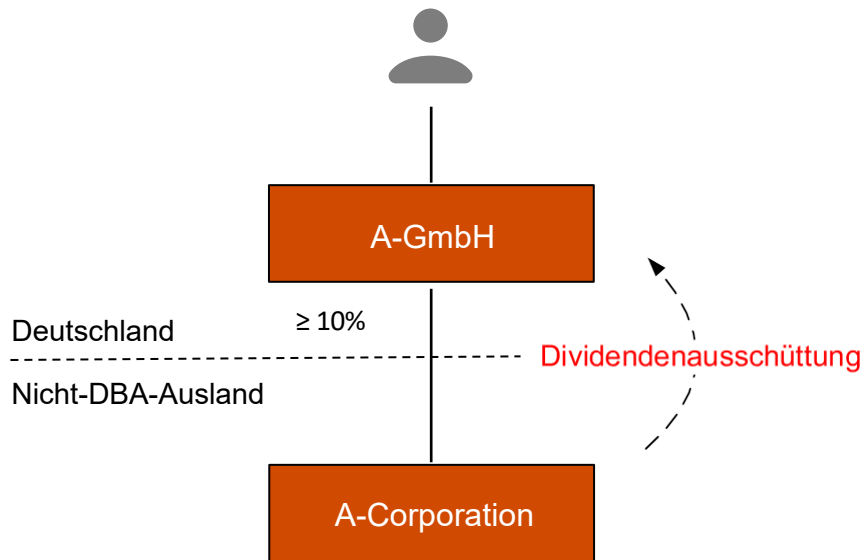 A-GmbH
≥ 10%
Deutschland
Dividendenausschüttung
Nicht-DBA-Ausland
A-Corporation